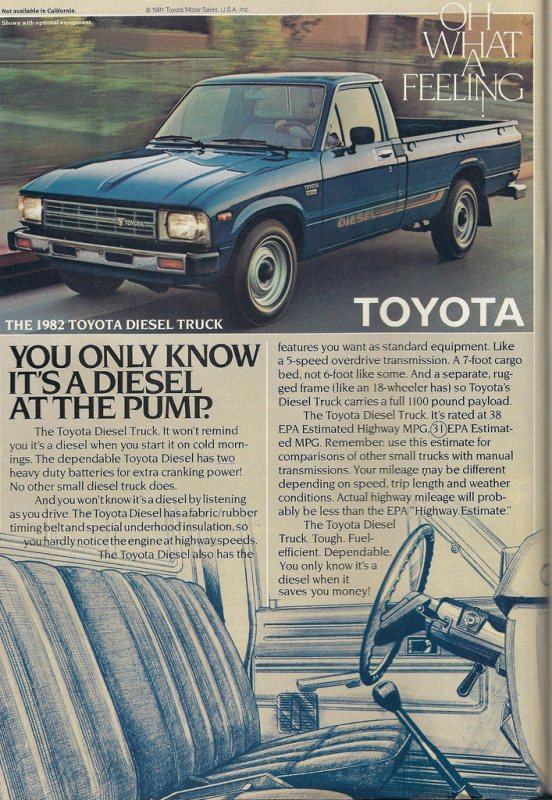 Not available in California.
© 1981 Toyota Motor Sales, U.S.A. Inc.
Shown with optional equipment.
OH
WHAT
A
FEELING
!
TOYOTA
TOYOTA
DIESEL
THE 1982 TOYOTA DIESEL TRUCK
TOYOTA
YOU ONLY KNOW
IT'S A DIESEL
AT THE PUMP.
The Toyota Diesel Truck. It won't remind
you it's a diesel when you start it on cold morn-
ings. The dependable Toyota Diesel has two
heavy duty batteries for extra cranking power!
No other small diesel truck does.
And you won't know it's a diesel by listening
as you drive. The Toyota Diesel has a fabric/rubber
timing belt and special underhood insulation, so
you hardly notice the engine at highway speeds.
The Toyota Diesel also has the
features you want as standard equipment. Like
a 5-speed overdrive transmission. A 7-foot cargo
bed, not 6-foot like some. And a separate, rug-
ged frame (like an 18-wheeler has) so Toyota's
Diesel Truck carries a full 1100 pound payload.
The Toyota Diesel Truck. It's rated at 38
EPA Estimated Highway MPG, 31 EPA Estimat-
ed MPG. Remember: use this estimate for
comparisons of other small trucks with manual
transmissions. Your mileage may be different
depending on speed, trip length and weather
conditions. Actual highway mileage will prob-
ably be less than the EPA "Highway Estimate."
The Toyota Diesel
Truck. Tough. Fuel-
efficient. Dependable.
You only know it's a
diesel when it
saves you money!